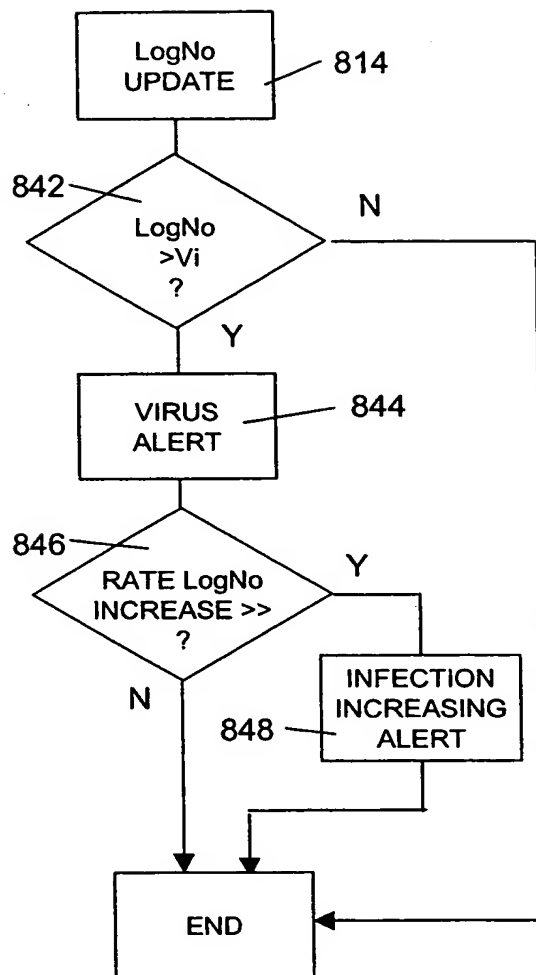 LogNo
UPDATE
814
842
N
LogNo
>Vi
?
Y
VIRUS
ALERT
844
846
Y
RATE LogNo
INCREASE >>
?
N
INFECTION
INCREASING
ALERT
848
END